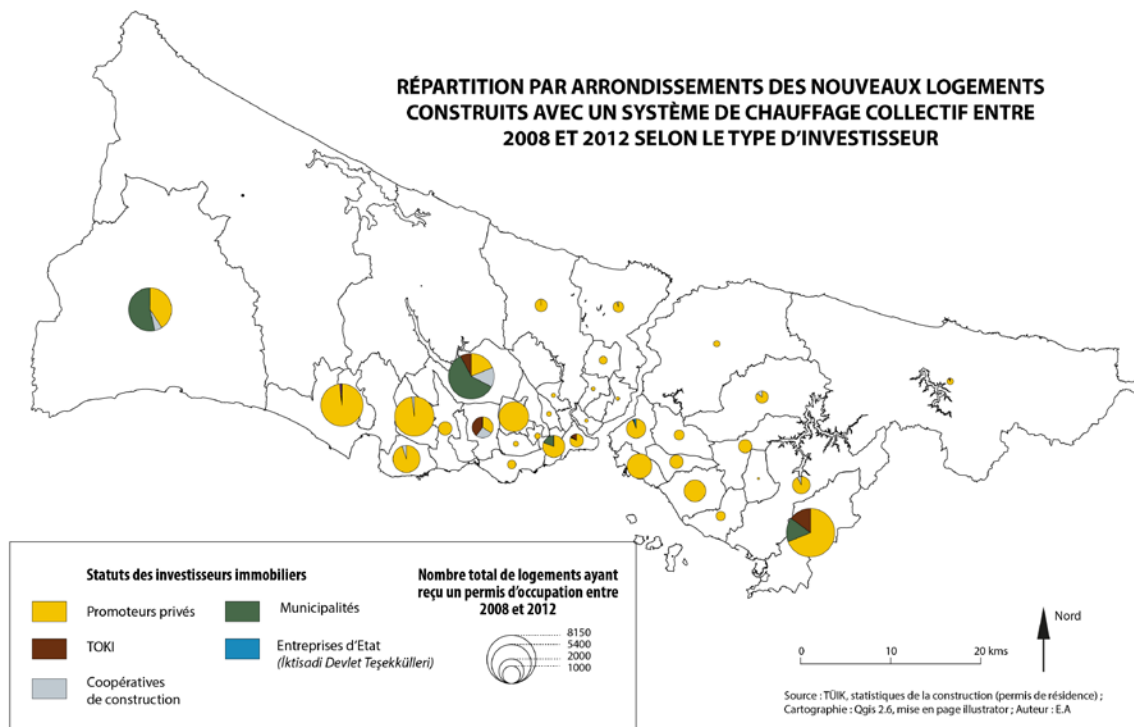 RÉPARTITION PAR ARRONDISSEMENTS DES NOUVEAUX LOGEMENTS
CONSTRUITS AVEC UN SYSTÈME DE CHAUFFAGE COLLECTIF ENTRE
2008 ET 2012 SELON LE TYPE D'INVESTISSEUR
Statuts des investisseurs immobiliers
Promoteurs privés
TOKI
Coopératives
de construction
Municipalités
Entreprises d'Etat
(İktisadi Devlet Teşekkülleri)
Nombre total de logements ayant
reçu un permis d'occupation entre
2008 et 2012
8150
5400
2000
1000
Nord
0 10 20 kms
Source : TÜIK, statistiques de la construction (permis de résidence) ;
Cartographie : Qgis 2.6, mise en page illustrator ; Auteur : E.A